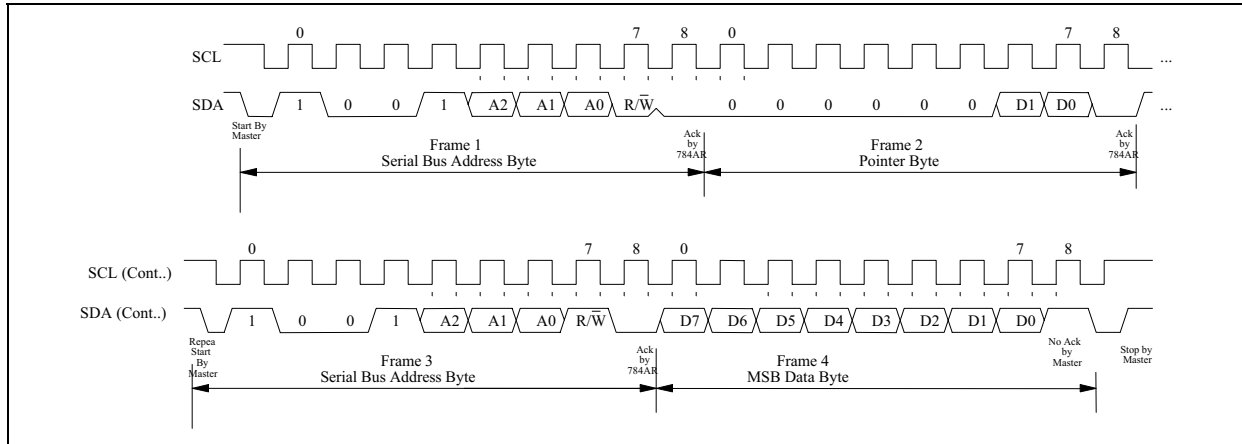 0 7 8 0 7 8
SCL ...
SDA 1 0 0 1 A2 A1 A0 R/W̅ 0 0 0 0 0 0 D1 D0 ...
Start By
Master
Frame 1
Serial Bus Address Byte
Ack
by
784AR
Frame 2
Pointer Byte
Ack
by
784AR
0 7 8 0 7 8
SCL (Cont..)
SDA (Cont..) 1 0 0 1 A2 A1 A0 R/W̅ D7 D6 D5 D4 D3 D2 D1 D0
Repea
Start
By
Master
Frame 3
Serial Bus Address Byte
Ack
by
784AR
Frame 4
MSB Data Byte
No Ack
by
Master
Stop by
Master